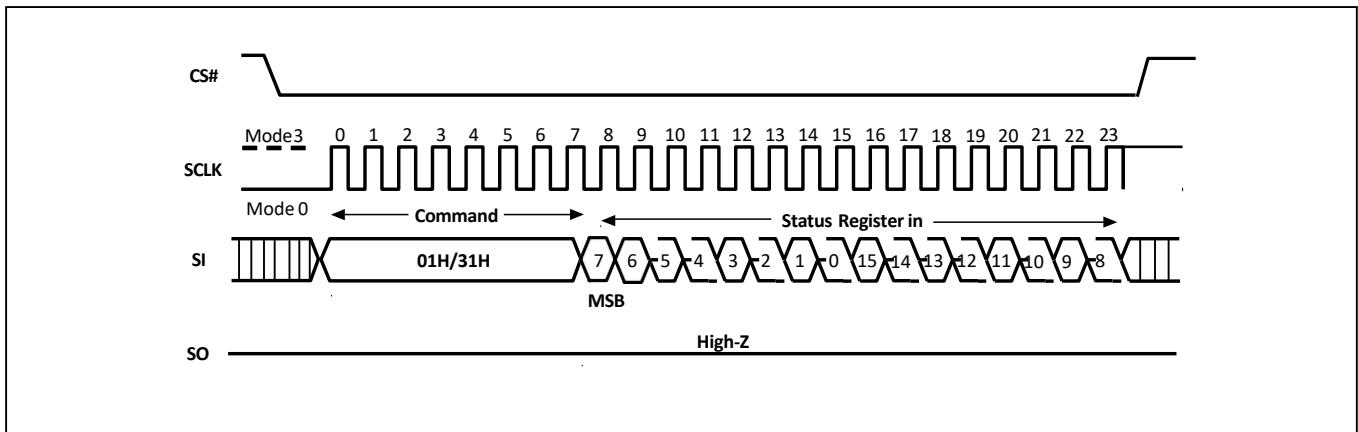 CS#
Mode 3 0 1 2 3 4 5 6 7 8 9 10 11 12 13 14 15 16 17 18 19 20 21 22 23
SCLK
Mode 0 Command Status Register in
SI 01H/31H 7 6 5 4 3 2 1 0 15 14 13 12 11 10 9 8
MSB
High-Z
SO